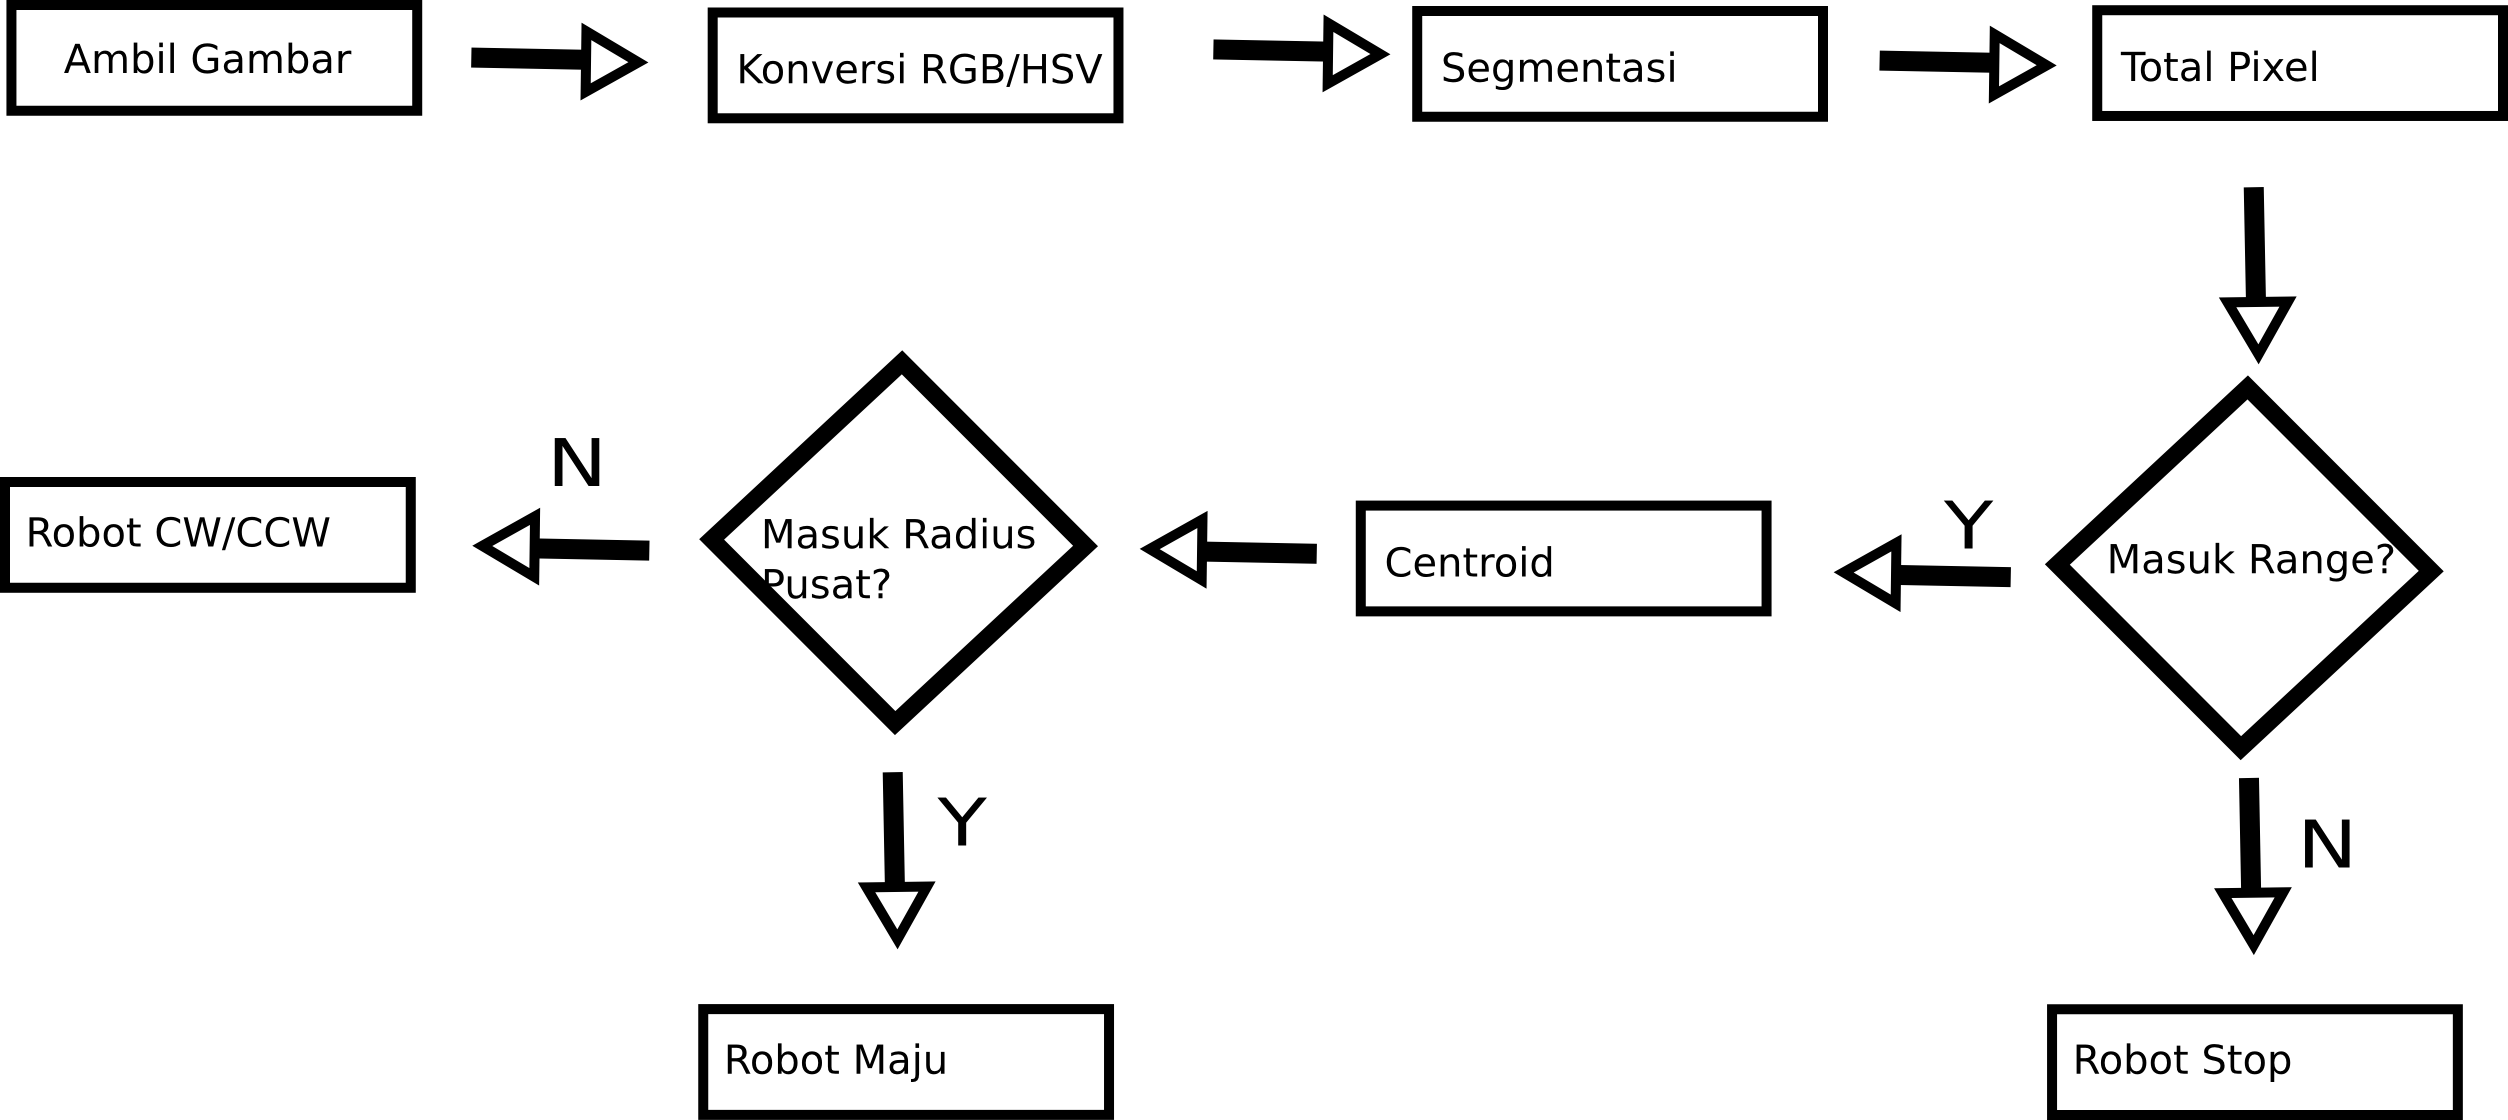 Ambil Gambar
Konversi RGB/HSV
Segmentasi
Total Pixel
Masuk Range?
Y
N
Centroid
Masuk Radius
Pusat?
N
Y
Robot CW/CCW
Robot Maju
Robot Stop